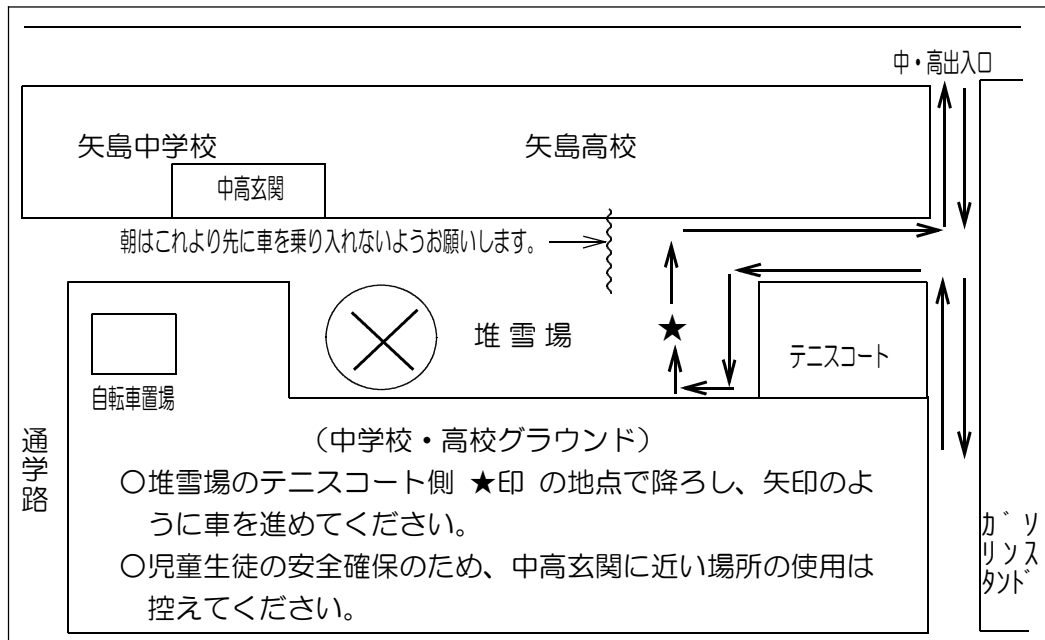 中・高出入口
矢島中学校
矢島高校
中高玄関
朝はこれより先に車を乗り入れないようお願いします。
堆雪場
★
テニスコート
自転車置場
通学路
(中学校・高校グラウンド)
○堆雪場のテニスコート側 ★印 の地点で降ろし、矢印のよ
うに車を進めてください。
○児童生徒の安全確保のため、中高玄関に近い場所の使用は
控えてください。
ガソ
リンス
タンド